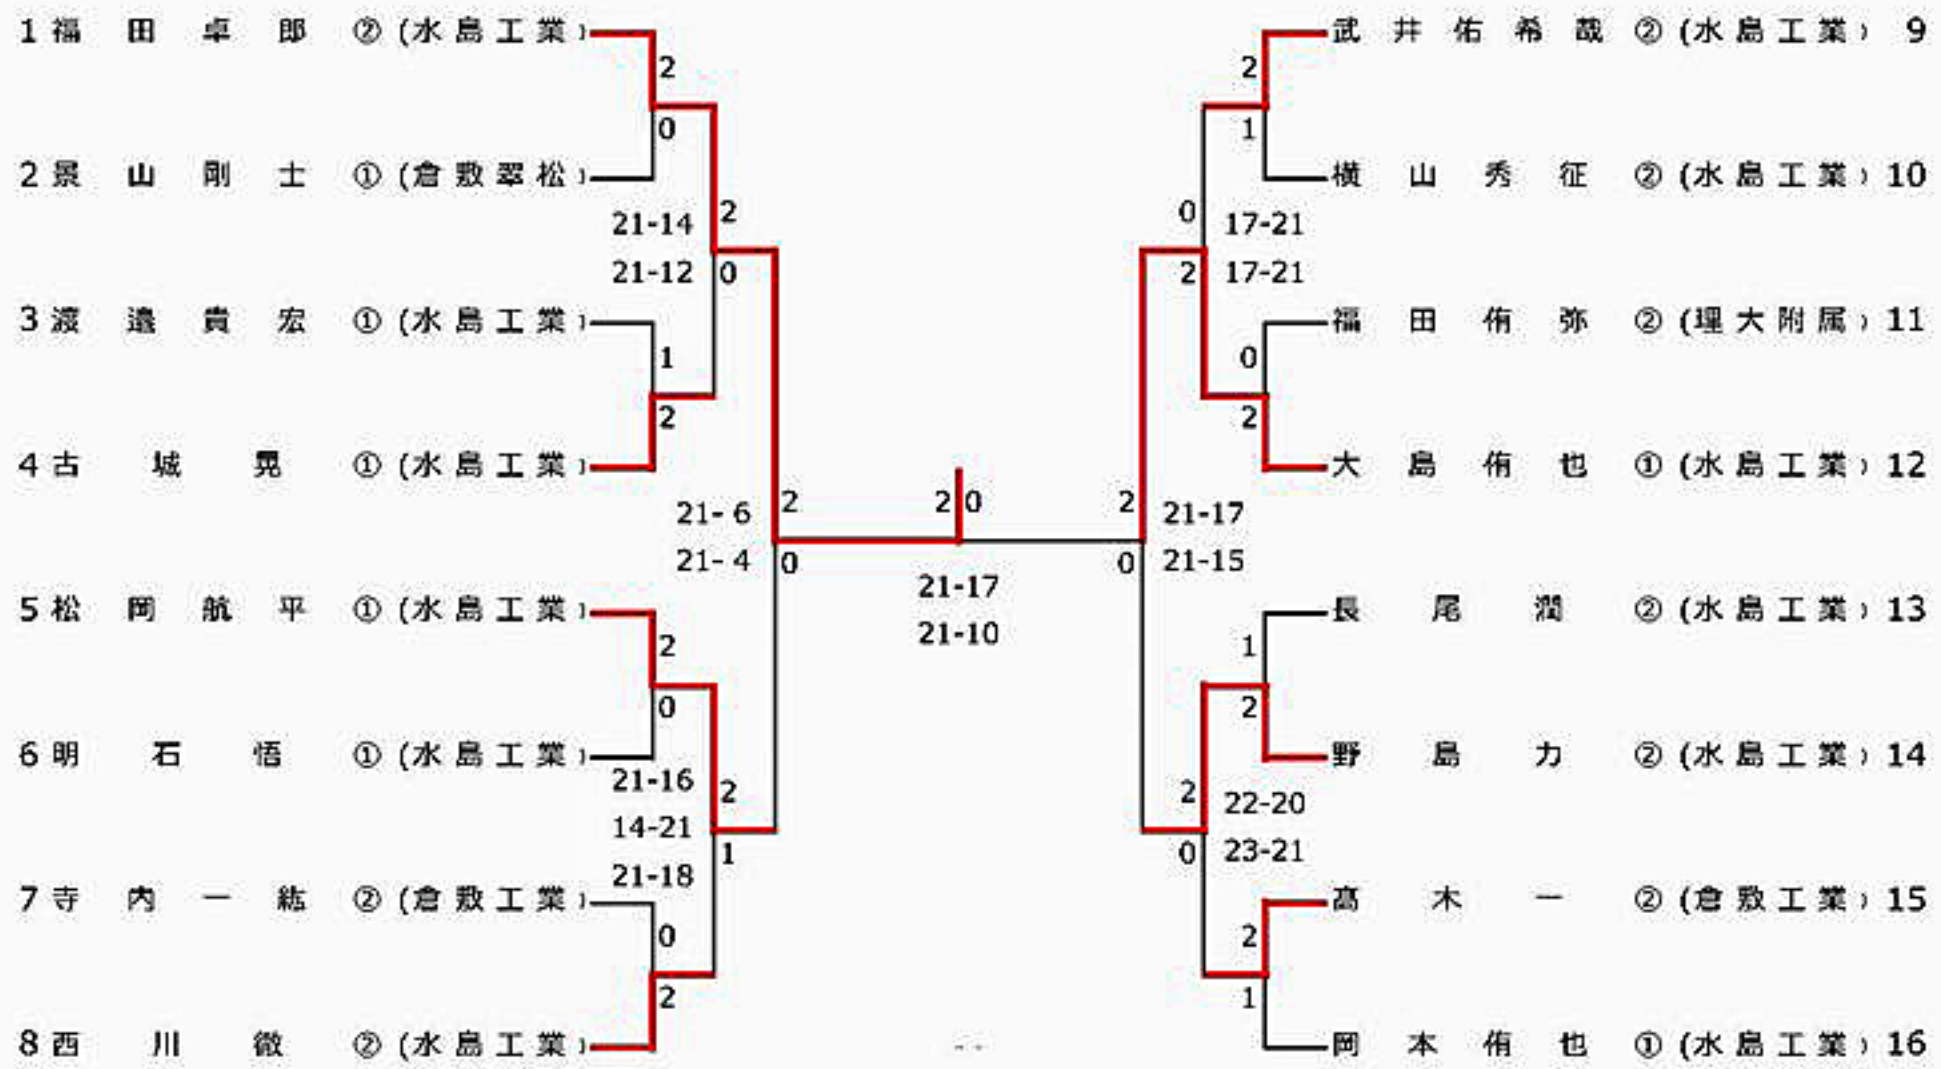 1 福田卓郎 ② (水島工業) 武井佑希哉 ② (水島工業) 9
2 0 2 1
2 景山剛士 ① (倉敷翠松) 横山秀征 ② (水島工業) 10
21-14 2 0 17-21
21-12 0 2 17-21
3 渡邉貴宏 ① (水島工業) 福田侑弥 ② (理大附属) 11
1 2 0 2
4 古城晃 ① (水島工業) 大島侑也 ① (水島工業) 12
21- 6 2 2 0 2 21-17
21- 4 0 0 21-15
21-17
21-10
5 松岡航平 ① (水島工業) 長尾潤 ② (水島工業) 13
2 0 1 2
6 明石悟 ① (水島工業) 野島力 ② (水島工業) 14
21-16 2 2 22-20
14-21 1 0 23-21
21-18
7 寺内一紘 ② (倉敷工業) 髙木一 ② (倉敷工業) 15
0 2 2 1
8 西川徹 ② (水島工業) 岡本侑也 ① (水島工業) 16